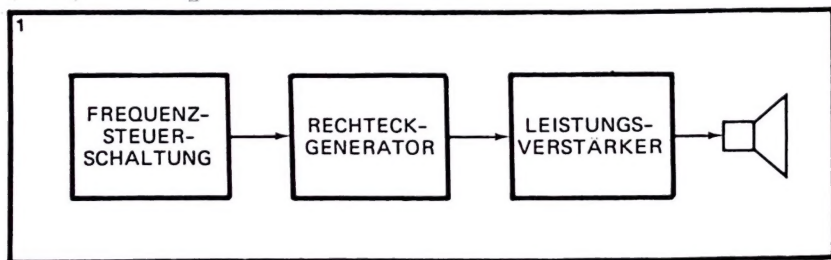 1
FREQUENZ-
STEUER-
SCHALTUNG
RECHTECK-
GENERATOR
LEISTUNGS-
VERSTÄRKER